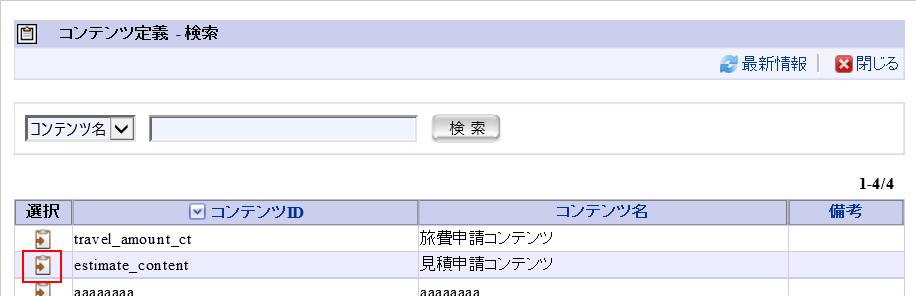 コンテンツ定義 - 検索
最新情報 閉じる
コンテンツ名 検 索
1-4/4
選択 コンテンツID コンテンツ名 備考
travel_amount_ct 旅費申請コンテンツ
estimate_content 見積申請コンテンツ
aaaaaaaa aaaaaaaa